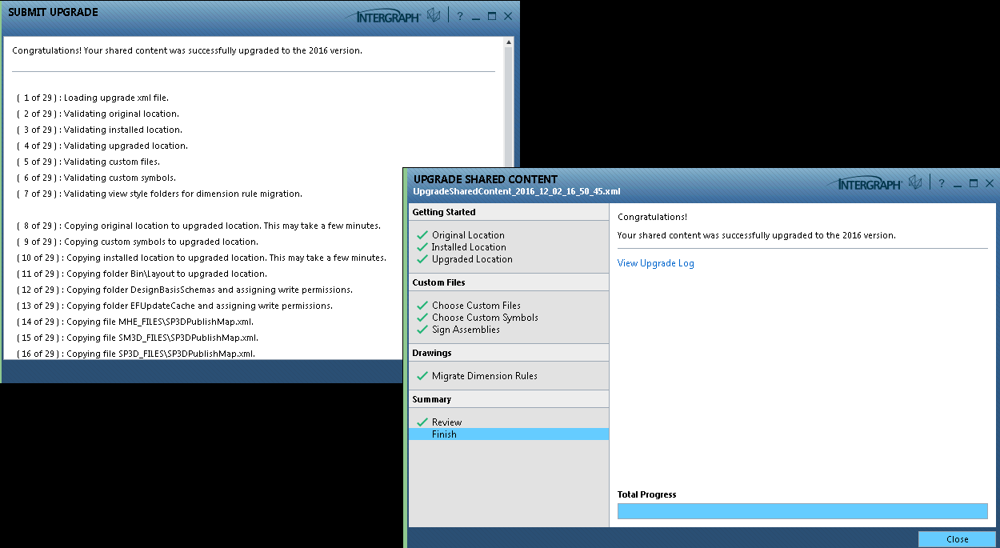 SUBMIT UPGRADE
INTERGRAPH
?
Congratulations! Your shared content was successfully upgraded to the 2016 version.
( 1 of 29 ) : Loading upgrade xml file.
( 2 of 29 ) : Validating original location.
( 3 of 29 ) : Validating installed location.
( 4 of 29 ) : Validating upgraded location.
( 5 of 29 ) : Validating custom files.
( 6 of 29 ) : Validating custom symbols.
( 7 of 29 ) : Validating view style folders for dimension rule migration.
( 8 of 29 ) : Copying original location to upgraded location. This may take a few minutes.
( 9 of 29 ) : Copying custom symbols to upgraded location.
( 10 of 29 ) : Copying installed location to upgraded location. This may take a few minutes.
( 11 of 29 ) : Copying folder Bin\Layout to upgraded location.
( 12 of 29 ) : Copying folder DesignBasisSchemas and assigning write permissions.
( 13 of 29 ) : Copying folder EFUpdateCache and assigning write permissions.
( 14 of 29 ) : Copying file MHE_FILES\SP3DPublishMap.xml.
( 15 of 29 ) : Copying file SM3D_FILES\SP3DPublishMap.xml.
( 16 of 29 ) : Copying file SP3D_FILES\SP3DPublishMap.xml.
UPGRADE SHARED CONTENT
UpgradeSharedContent_2016_12_02_16_50_45.xml
INTERGRAPH
?
Getting Started
Original Location
Installed Location
Upgraded Location
Custom Files
Choose Custom Files
Choose Custom Symbols
Sign Assemblies
Drawings
Migrate Dimension Rules
Summary
Review
Finish
Congratulations!
Your shared content was successfully upgraded to the 2016 version.
View Upgrade Log
Total Progress
Close